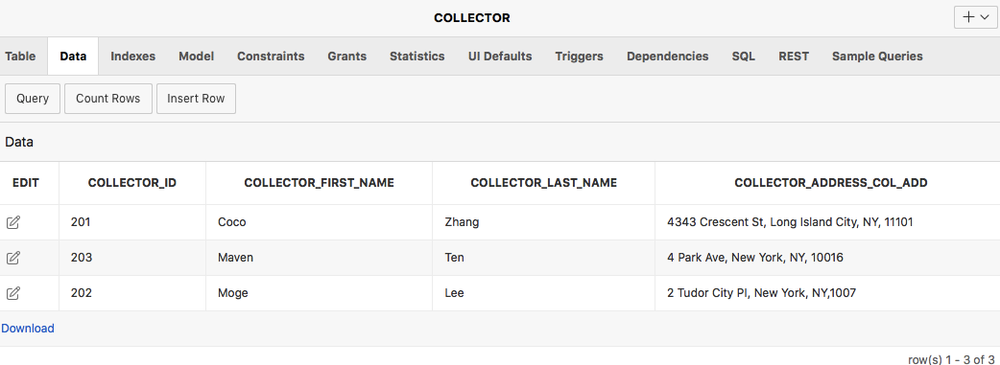 COLLECTOR
Table Data Indexes Model Constraints Grants Statistics UI Defaults Triggers Dependencies SQL REST Sample Queries
Query Count Rows Insert Row
Data
EDIT COLLECTOR_ID COLLECTOR_FIRST_NAME COLLECTOR_LAST_NAME COLLECTOR_ADDRESS_COL_ADD
201 Coco Zhang 4343 Crescent St, Long Island City, NY, 11101
203 Maven Ten 4 Park Ave, New York, NY, 10016
202 Moge Lee 2 Tudor City Pl, New York, NY,1007
Download
row(s) 1 - 3 of 3